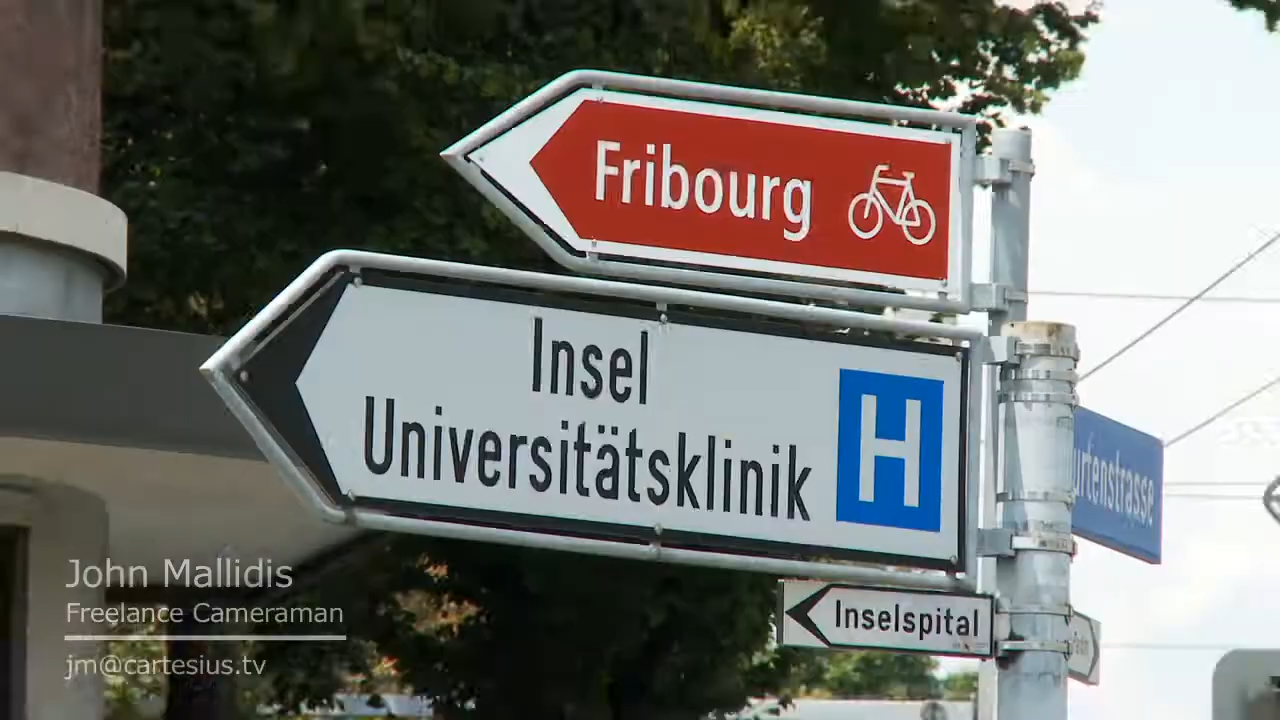 Fribourg
Insel
Universitätsklinik
H
Inselspital
John Mallidis
Freelance Cameraman
jm@cartesius.tv